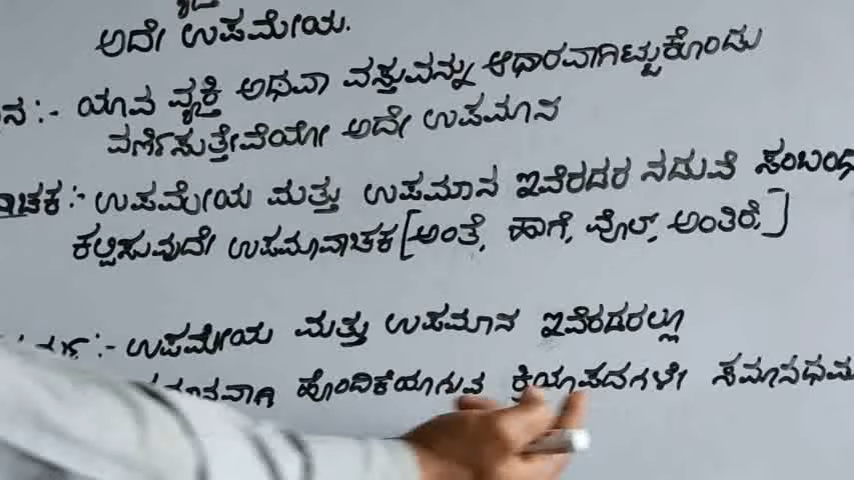 ಅದೇ ಉಪಮೇಯ.
ನ :- ಯಾವ ವ್ಯಕ್ತಿ ಅಥವಾ ವಸ್ತುವನ್ನು ಆಧಾರವಾಗಿಟ್ಟುಕೊಂಡು
ವರ್ಣಿಸುತ್ತೇವೆಯೋ ಅದೇ ಉಪಮಾನ
ವಾಚಕ :- ಉಪಮೇಯ ಮತ್ತು ಉಪಮಾನ ಇವೆರಡರ ನಡುವೆ ಸಂಬಂಧ
ಕಲ್ಪಿಸುವುದೇ ಉಪಮಾವಾಚಕ [ಅಂತೆ, ಹಾಗೆ, ವೊಲ್, ಅಂತಿರೆ,]
:- ಉಪಮೇಯ ಮತ್ತು ಉಪಮಾನ ಇವೆರಡರಲ್ಲೂ
ಹೊಂದಿಕೆಯಾಗುವ ಕ್ರಿಯಾಪದಗಳೇ